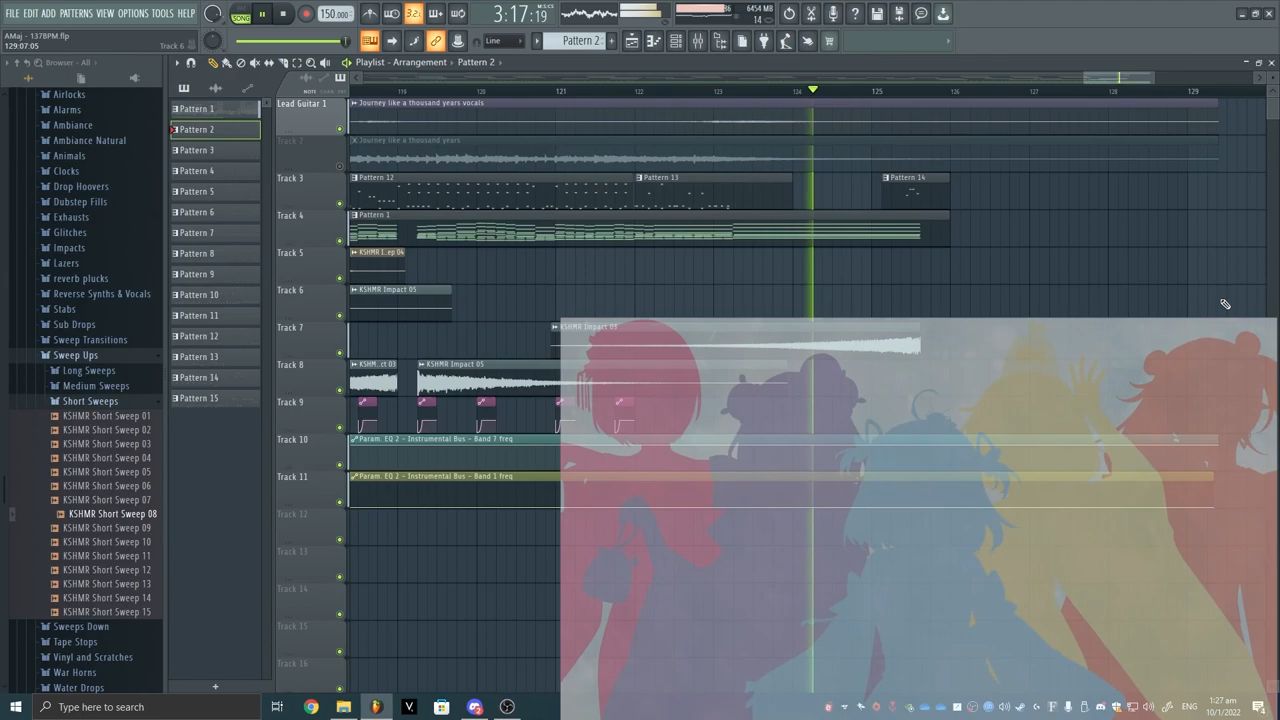 FILE EDIT ADD PATTERNS VIEW OPTIONS TOOLS HELP
AMaj - 137BPM.flp
129:07:05
Track 6
SONG
150.000
3:17:19
M:S:CS
6454 MB
14
Line
Pattern 2
Browser - All
Playlist - Arrangement
Pattern 2
NOTE
118
120
121
122
123
124
125
126
127
128
129
Airlocks
Alarms
Ambiance
Ambiance Natural
Animals
Clocks
Drop Hoovers
Dubstep Fills
Exhausts
Glitches
Impacts
Lazers
reverb plucks
Reverse Synths & Vocals
Stabs
Sub Drops
Sweep Transitions
Sweep Ups
Long Sweeps
Medium Sweeps
Short Sweeps
KSHMR Short Sweep 01
KSHMR Short Sweep 02
KSHMR Short Sweep 03
KSHMR Short Sweep 04
KSHMR Short Sweep 05
KSHMR Short Sweep 06
KSHMR Short Sweep 07
KSHMR Short Sweep 08
KSHMR Short Sweep 09
KSHMR Short Sweep 10
KSHMR Short Sweep 11
KSHMR Short Sweep 12
KSHMR Short Sweep 13
KSHMR Short Sweep 14
KSHMR Short Sweep 15
Sweeps Down
Tape Stops
Vinyl and Scratches
War Horns
Water Drops
Pattern 1
Pattern 2
Pattern 3
Pattern 4
Pattern 5
Pattern 6
Pattern 7
Pattern 8
Pattern 9
Pattern 10
Pattern 11
Pattern 12
Pattern 13
Pattern 14
Pattern 15
Lead Guitar 1
Journey like a thousand years vocals
Track 2
Journey like a thousand years
Track 3
Pattern 12
Pattern 13
Pattern 14
Track 4
Pattern 1
Track 5
KSHMR I..ep 04
Track 6
KSHMR Impact 05
Track 7
KSHMR Impact 03
Track 8
KSHM..ct 03
KSHMR Impact 05
Track 9
Track 10
Param. EQ 2 - Instrumental Bus - Band 7 freq
Track 11
Param. EQ 2 - Instrumental Bus - Band 1 freq
Track 12
Track 13
Track 14
Track 15
Track 16
Type here to search
ENG
1:27 am
10/1/2022